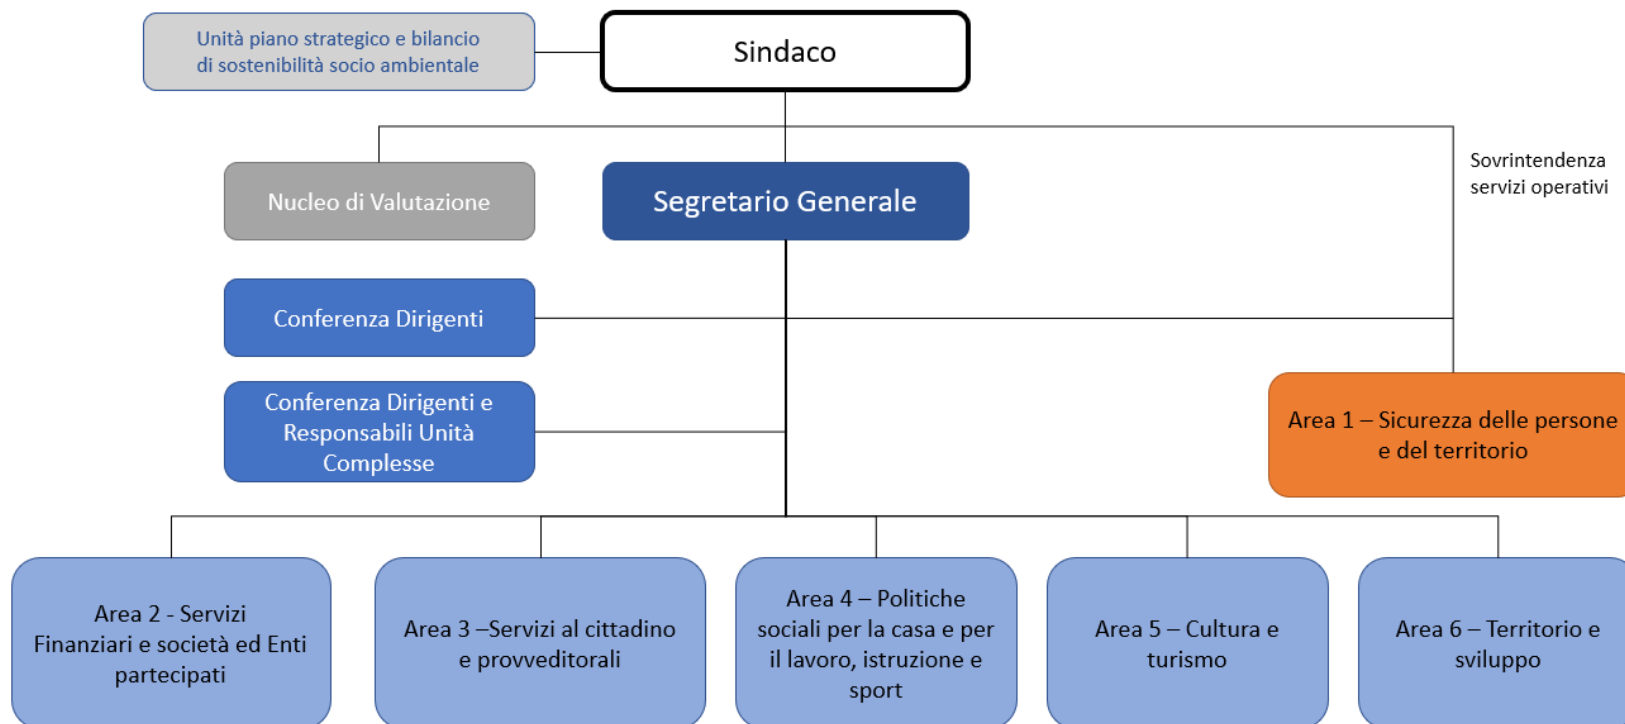 Unità piano strategico e bilancio
di sostenibilità socio ambientale
Sindaco
Nucleo di Valutazione
Segretario Generale
Sovrintendenza
servizi operativi
Conferenza Dirigenti
Conferenza Dirigenti e
Responsabili Unità
Complesse
Area 1 – Sicurezza delle persone
e del territorio
Area 2 - Servizi
Finanziari e società ed Enti
partecipati
Area 3 –Servizi al cittadino
e provveditorali
Area 4 – Politiche
sociali per la casa e per
il lavoro, istruzione e
sport
Area 5 – Cultura e
turismo
Area 6 – Territorio e
sviluppo